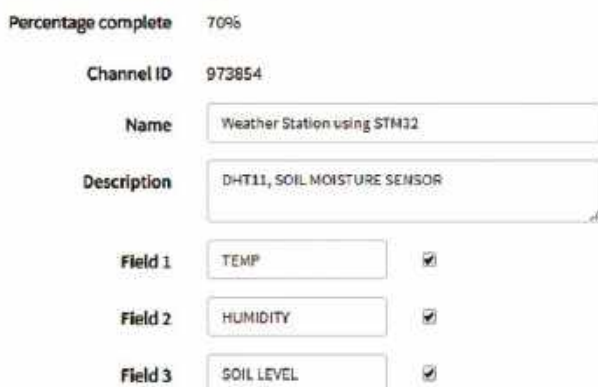 Percentage complete 70%
Channel ID 973854
Name Weather Station using STM32
Description DHT11, SOIL MOISTURE SENSOR
Field 1 TEMP
Field 2 HUMIDITY
Field 3 SOIL LEVEL